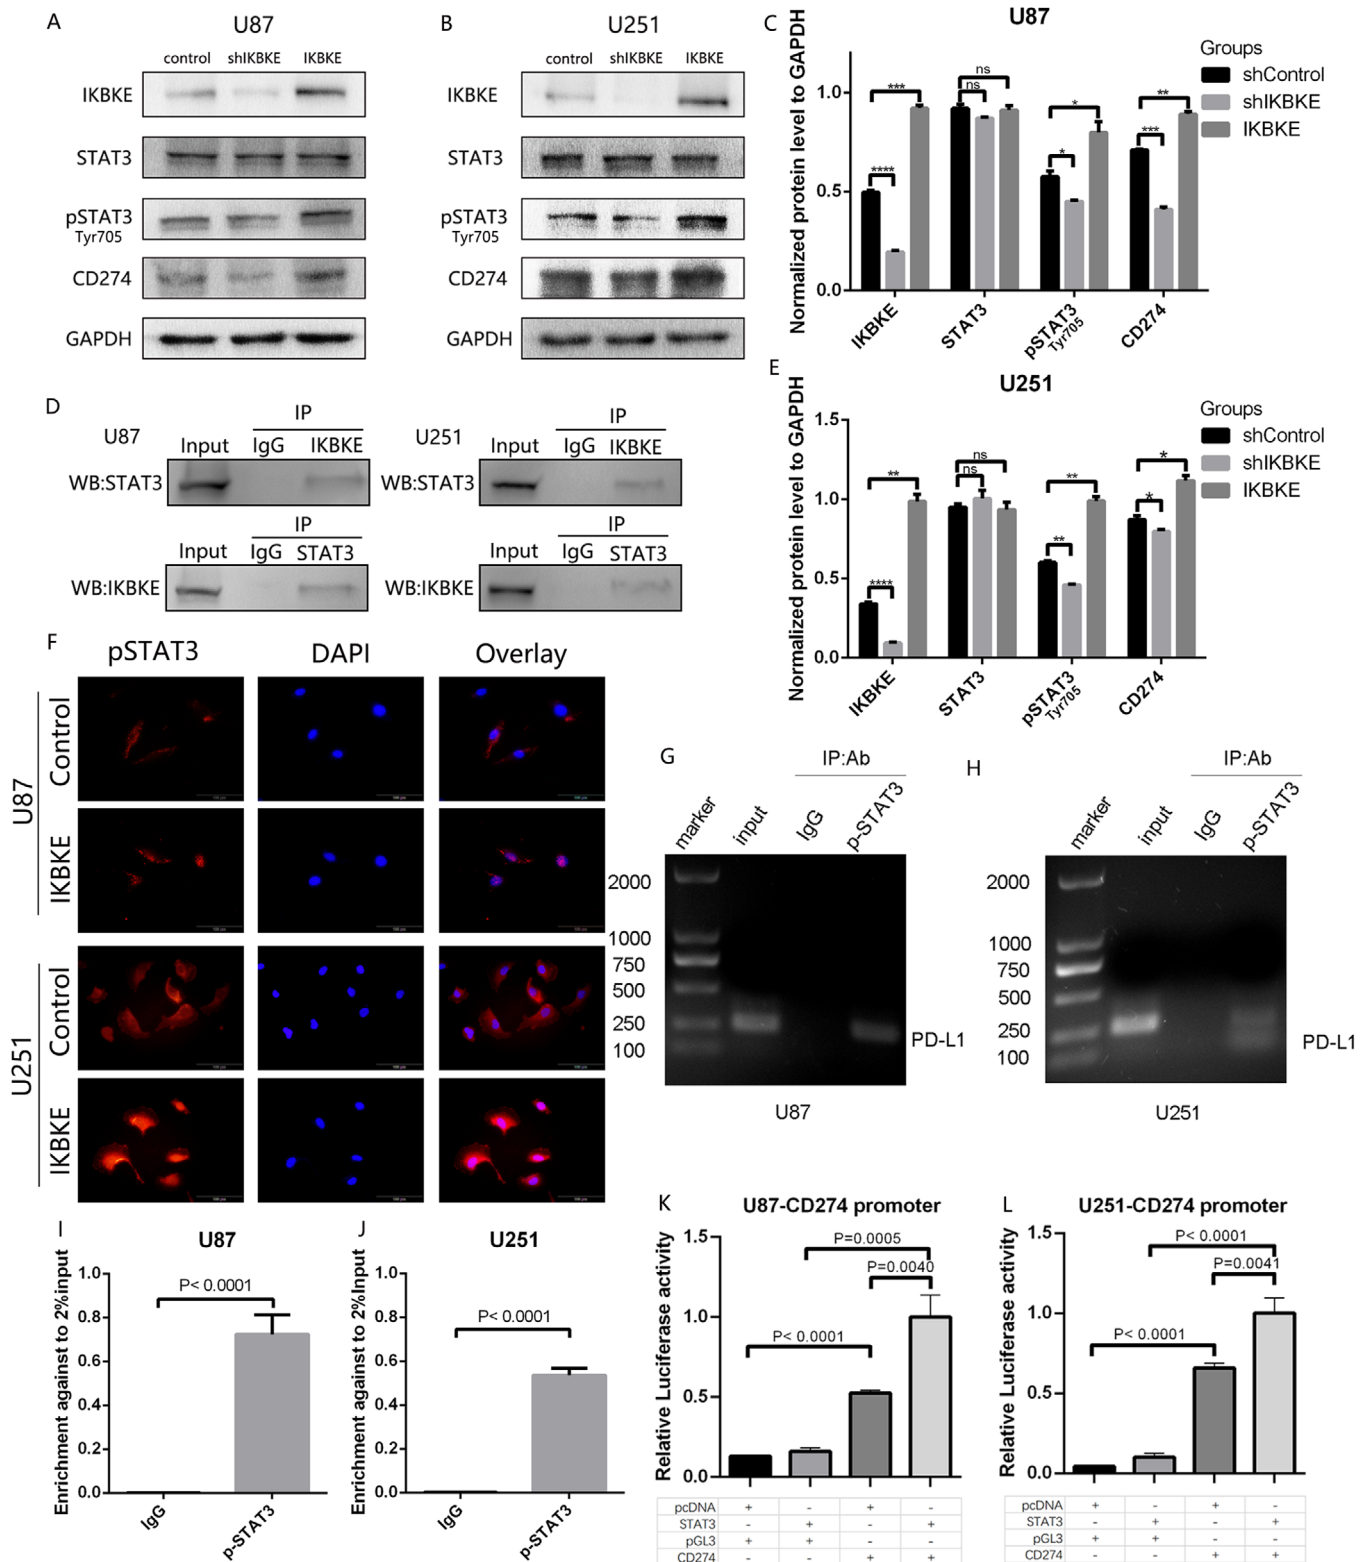 A
U87
control shIKBKE IKBKE
IKBKE
STAT3
pSTAT3
Tyr705
CD274
GAPDH
B
U251
control shIKBKE IKBKE
IKBKE
STAT3
pSTAT3
Tyr705
CD274
GAPDH
C
U87
Normalized protein level to GAPDH
1.0
0.5
0.0
**** ***
ns
ns
* *
*** **
IKBKE
STAT3
pSTAT3
Tyr705
CD274
Groups
shControl
shIKBKE
IKBKE
D
U87
IP
Input IgG IKBKE
WB:STAT3
IP
Input IgG STAT3
WB:IKBKE
U251
IP
Input IgG IKBKE
WB:STAT3
IP
Input IgG STAT3
WB:IKBKE
E
U251
Normalized protein level to GAPDH
1.5
1.0
0.5
0.0
**** **
ns
ns
** **
* *
IKBKE
STAT3
pSTAT3
Tyr705
CD274
Groups
shControl
shIKBKE
IKBKE
F
pSTAT3 DAPI Overlay
U87
Control
IKBKE
U251
Control
IKBKE
G
IP:Ab
marker input IgG p-STAT3
2000
1000
750
500
250
100
PD-L1
U87
H
IP:Ab
marker input IgG p-STAT3
2000
1000
750
500
250
100
PD-L1
U251
I
U87
Enrichment against to 2%input
1.0
0.8
0.6
0.4
0.2
0.0
P< 0.0001
IgG
p-STAT3
J
U251
Enrichment against to 2%Input
1.0
0.8
0.6
0.4
0.2
0.0
P< 0.0001
IgG
p-STAT3
K
U87-CD274 promoter
Relative Luciferase activity
1.5
1.0
0.5
0.0
P=0.0005
P=0.0040
P< 0.0001
pcDNA + - + -
STAT3 - + - +
pGL3 + + - -
CD274 - - + +
L
U251-CD274 promoter
Relative Luciferase activity
1.5
1.0
0.5
0.0
P< 0.0001
P=0.0041
P< 0.0001
pcDNA + - + -
STAT3 - + - +
pGL3 + + - -
CD274 - - + +